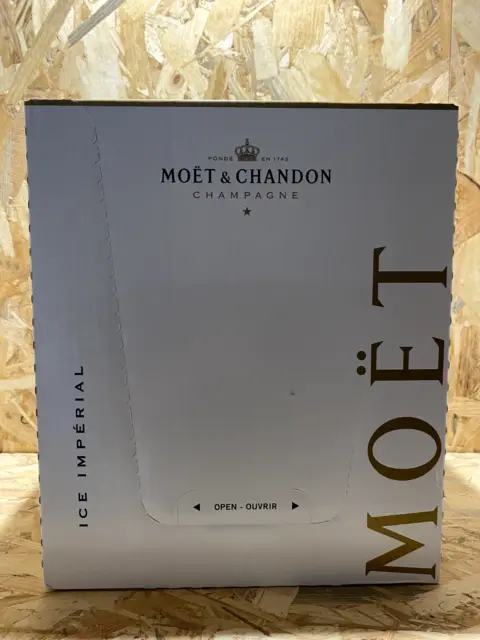 FONDÉ EN 1743
MOËT & CHANDON
CHAMPAGNE
ICE IMPÉRIAL
MOËT
OPEN - OUVRIR